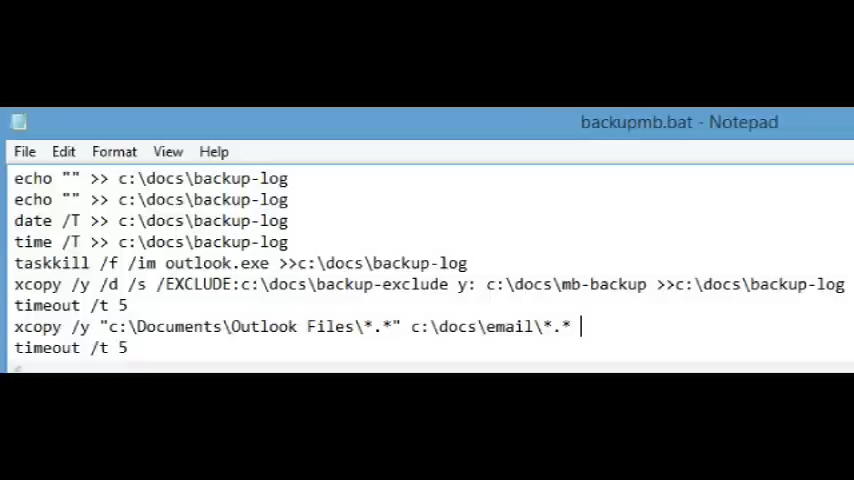 backupmb.bat - Notepad
File Edit Format View Help
echo "" >> c:\docs\backup-log
echo "" >> c:\docs\backup-log
date /T >> c:\docs\backup-log
time /T >> c:\docs\backup-log
taskkill /f /im outlook.exe >>c:\docs\backup-log
xcopy /y /d /s /EXCLUDE:c:\docs\backup-exclude y: c:\docs\mb-backup >>c:\docs\backup-log
timeout /t 5
xcopy /y "c:\Documents\Outlook Files\*.*" c:\docs\email\*.*
timeout /t 5